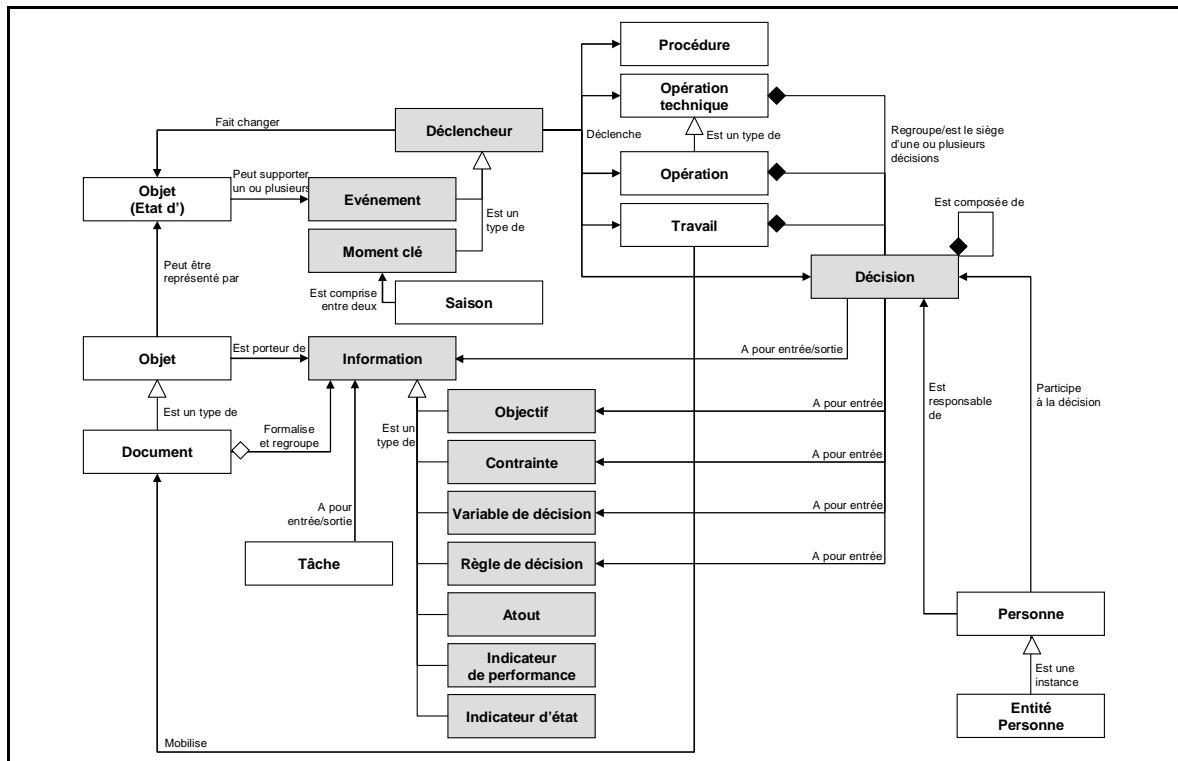 Procédure
Opération
technique
Fait changer
Déclencheur
Déclenche
Est un type de
Regroupe/est le siège
d'une ou plusieurs
décisions
Peut supporter
un ou plusieurs
Objet
(Etat d')
Evénement
Opération
Est un type de
Est composée de
Travail
Moment clé
Décision
Peut être
représenté par
Est comprise
entre deux
Saison
Objet
Est porteur de
Information
A pour entrée/sortie
Est un type de
Objectif
A pour entrée
Est responsable
de
Participe
à la décision
Est un
type de
Formalise
et regroupe
Document
Contrainte
A pour entrée
A pour
entrée/sortie
Variable de décision
A pour entrée
Tâche
Règle de décision
A pour entrée
Atout
Personne
Indicateur
de performance
Est une
instance
Indicateur d'état
Entité
Personne
Mobilise